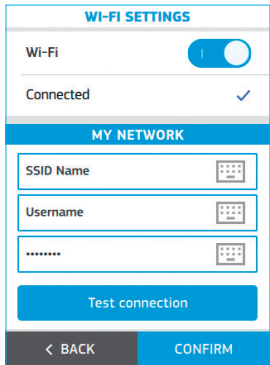 WI-FI SETTINGS
Wi-Fi
Connected
MY NETWORK
SSID Name
Username
••••••••
Test connection
< BACK
CONFIRM